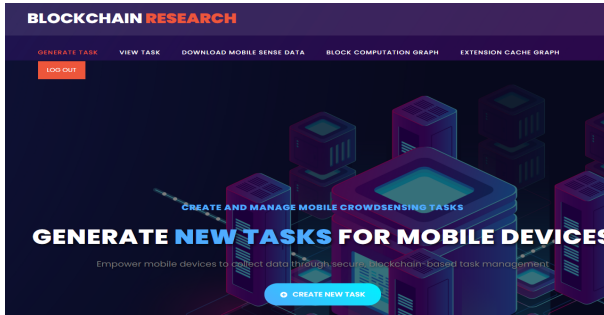 BLOCKCHAIN RESEARCH
GENERATE TASK VIEW TASK DOWNLOAD MOBILE SENSE DATA BLOCK COMPUTATION GRAPH EXTENSION CACHE GRAPH
LOG OUT
CREATE AND MANAGE MOBILE CROWDSENSING TASKS
GENERATE NEW TASKS FOR MOBILE DEVICES
Empower mobile devices to collect data through secure, blockchain-based task management
CREATE NEW TASK